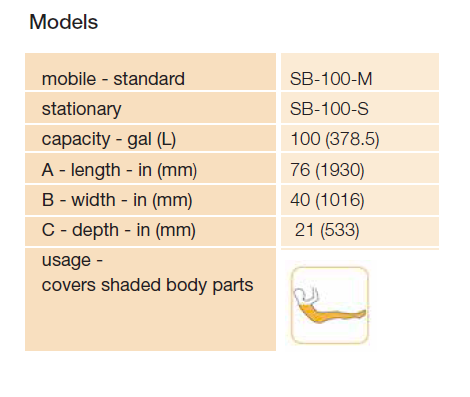 Models
mobile - standard SB-100-M
stationary SB-100-S
capacity - gal (L) 100 (378.5)
A - length - in (mm) 76 (1930)
B - width - in (mm) 40 (1016)
C - depth - in (mm) 21 (533)
usage -
covers shaded body parts